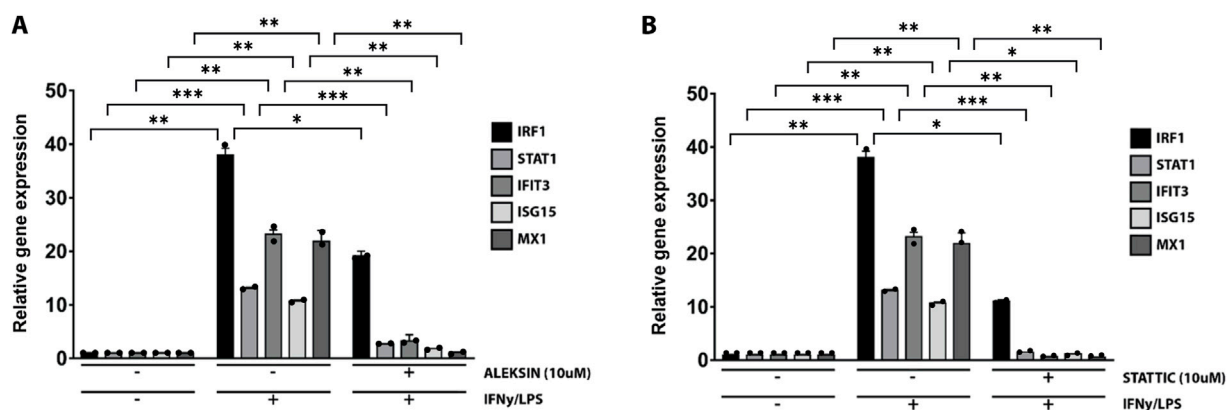 A
** **
** **
** **
*** ***
** *
50
40
30
20
10
0
Relative gene expression
IRF1
STAT1
IFIT3
ISG15
MX1
- - + ALEKSIN (10uM)
- + + IFNy/LPS
B
** **
** *
** **
*** ***
** *
50
40
30
20
10
0
Relative gene expression
IRF1
STAT1
IFIT3
ISG15
MX1
- - + STATTIC (10uM)
- + + IFNy/LPS